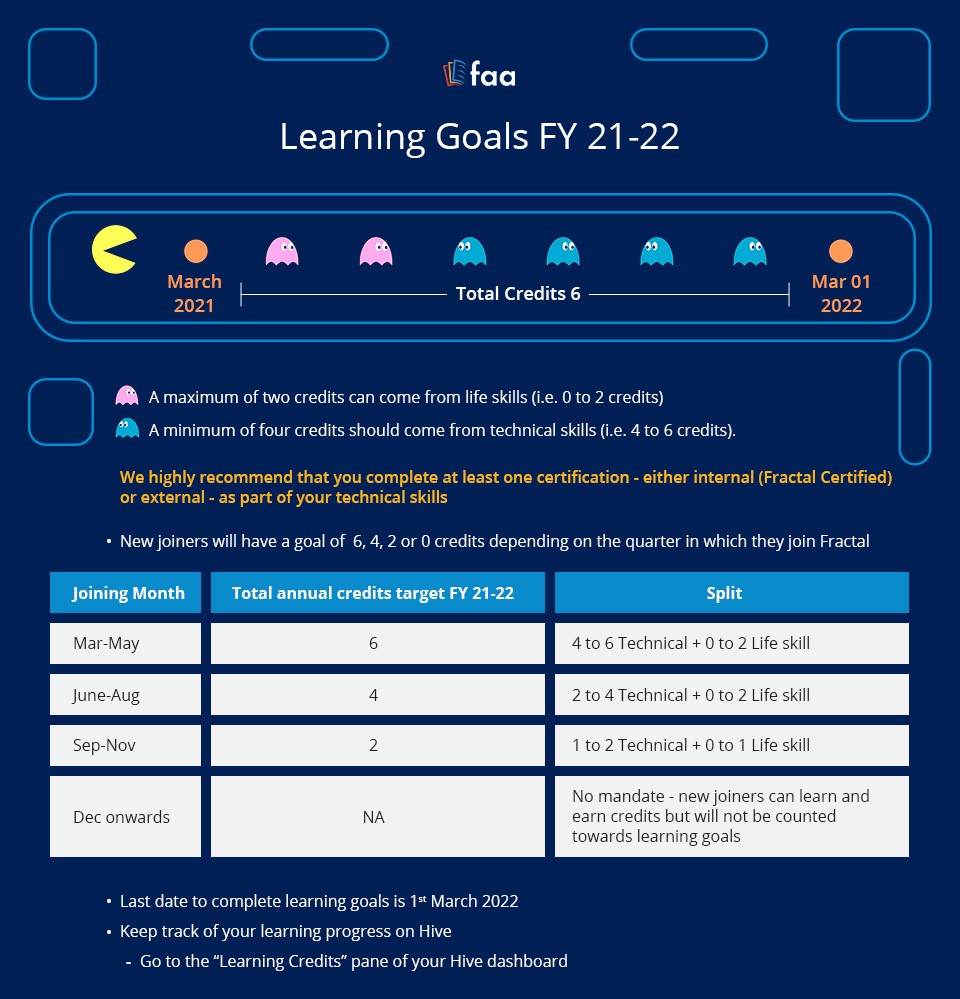 faa
Learning Goals FY 21-22
March
2021
Total Credits 6
Mar 01
2022
A maximum of two credits can come from life skills (i.e. 0 to 2 credits)
A minimum of four credits should come from technical skills (i.e. 4 to 6 credits).
We highly recommend that you complete at least one certification - either internal (Fractal Certified)
or external - as part of your technical skills
• New joiners will have a goal of 6, 4, 2 or 0 credits depending on the quarter in which they join Fractal
Joining Month Total annual credits target FY 21-22 Split
Mar-May 6 4 to 6 Technical + 0 to 2 Life skill
June-Aug 4 2 to 4 Technical + 0 to 2 Life skill
Sep-Nov 2 1 to 2 Technical + 0 to 1 Life skill
Dec onwards NA No mandate - new joiners can learn and
earn credits but will not be counted
towards learning goals
• Last date to complete learning goals is 1st March 2022
• Keep track of your learning progress on Hive
- Go to the “Learning Credits” pane of your Hive dashboard